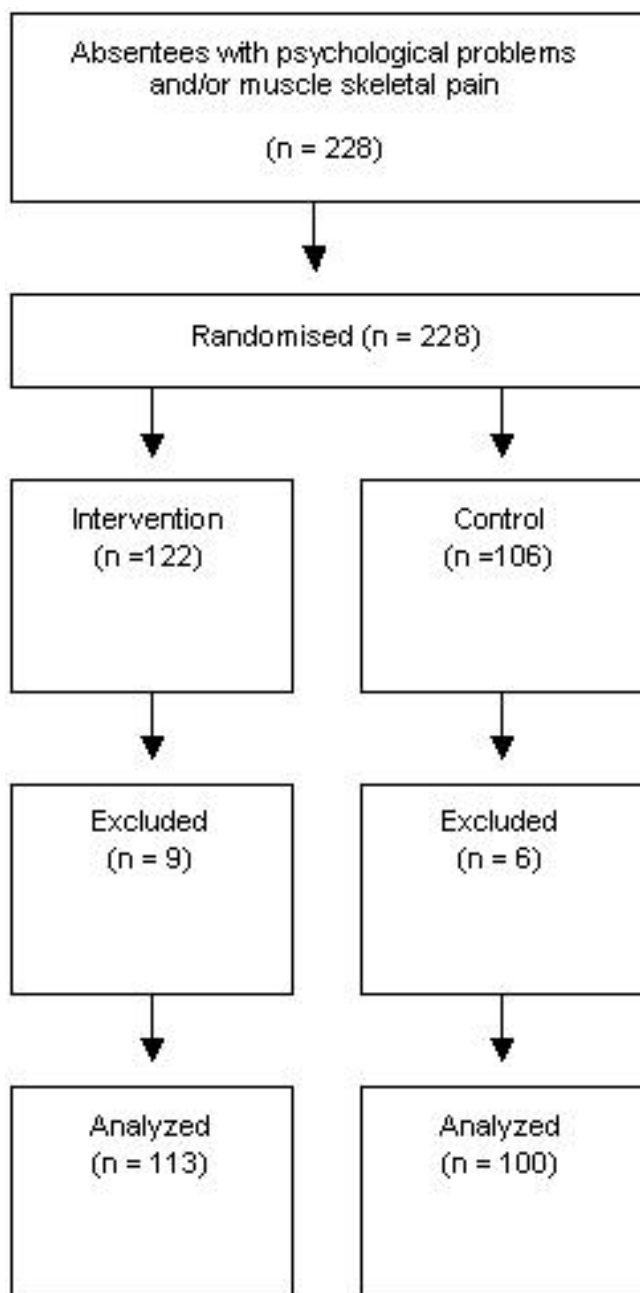 Absentees with psychological problems
and/or muscle skeletal pain
(n = 228)
Randomised (n = 228)
Intervention
(n =122)
Control
(n =106)
Excluded
(n = 9)
Excluded
(n = 6)
Analyzed
(n = 113)
Analyzed
(n = 100)